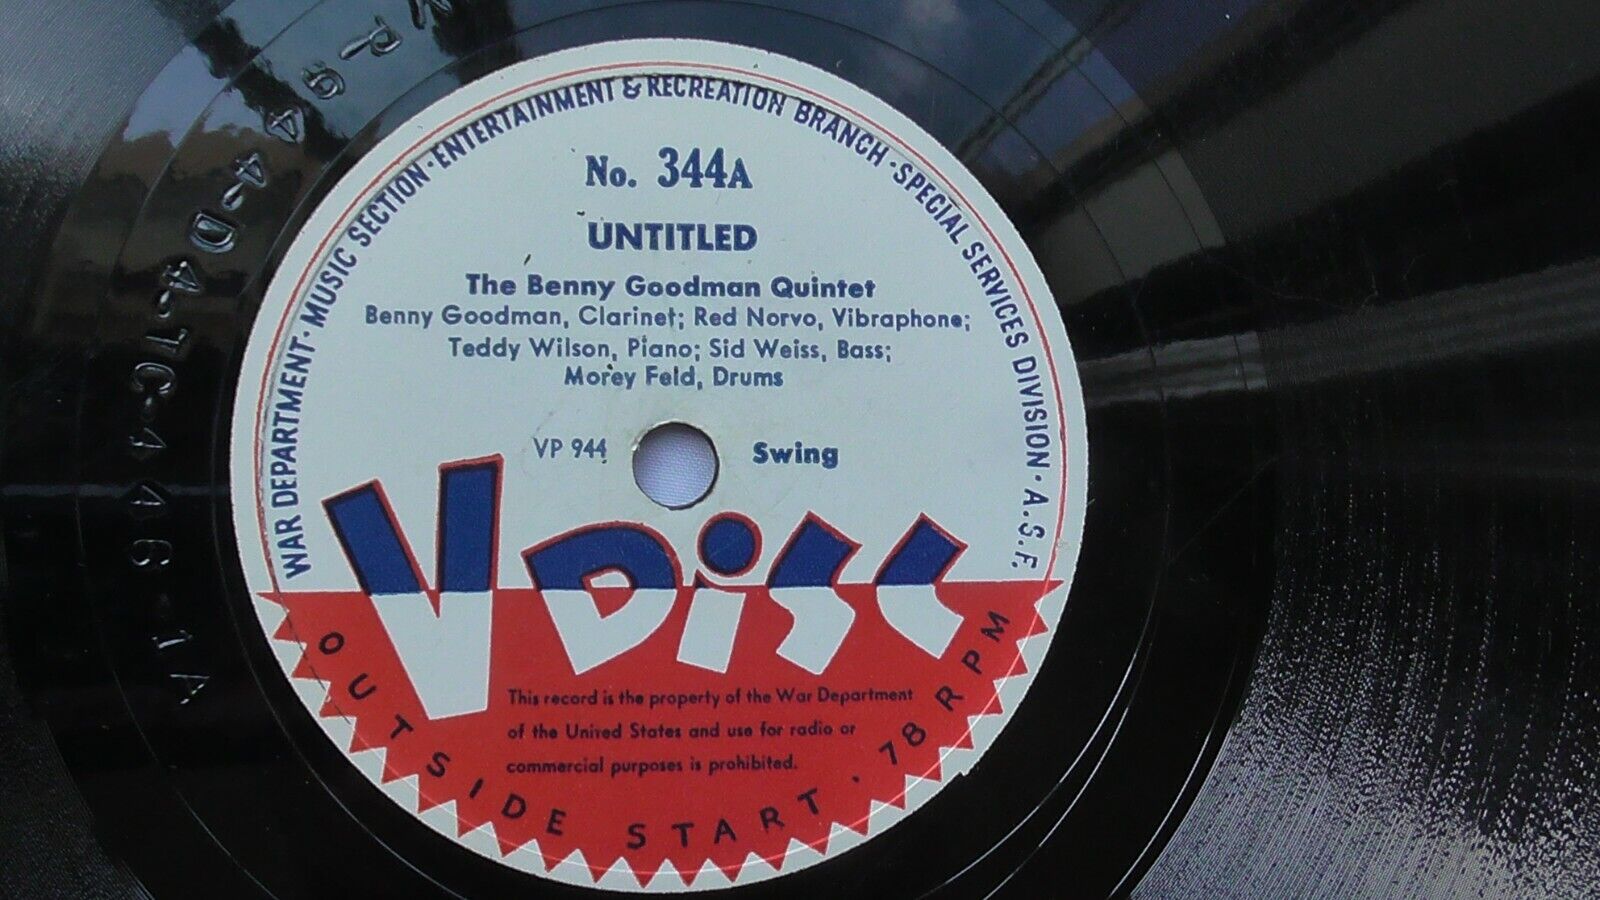 WAR DEPARTMENT · MUSIC SECTION · ENTERTAINMENT & RECREATION BRANCH · SPECIAL SERVICES DIVISION · A.S.F.
No. 344A
UNTITLED
The Benny Goodman Quintet
Benny Goodman, Clarinet; Red Norvo, Vibraphone;
Teddy Wilson, Piano; Sid Weiss, Bass;
Morey Feld, Drums
VP 944 Swing
V Disc
This record is the property of the War Department
of the United States and use for radio or
commercial purposes is prohibited.
OUTSIDE START · 78 RPM